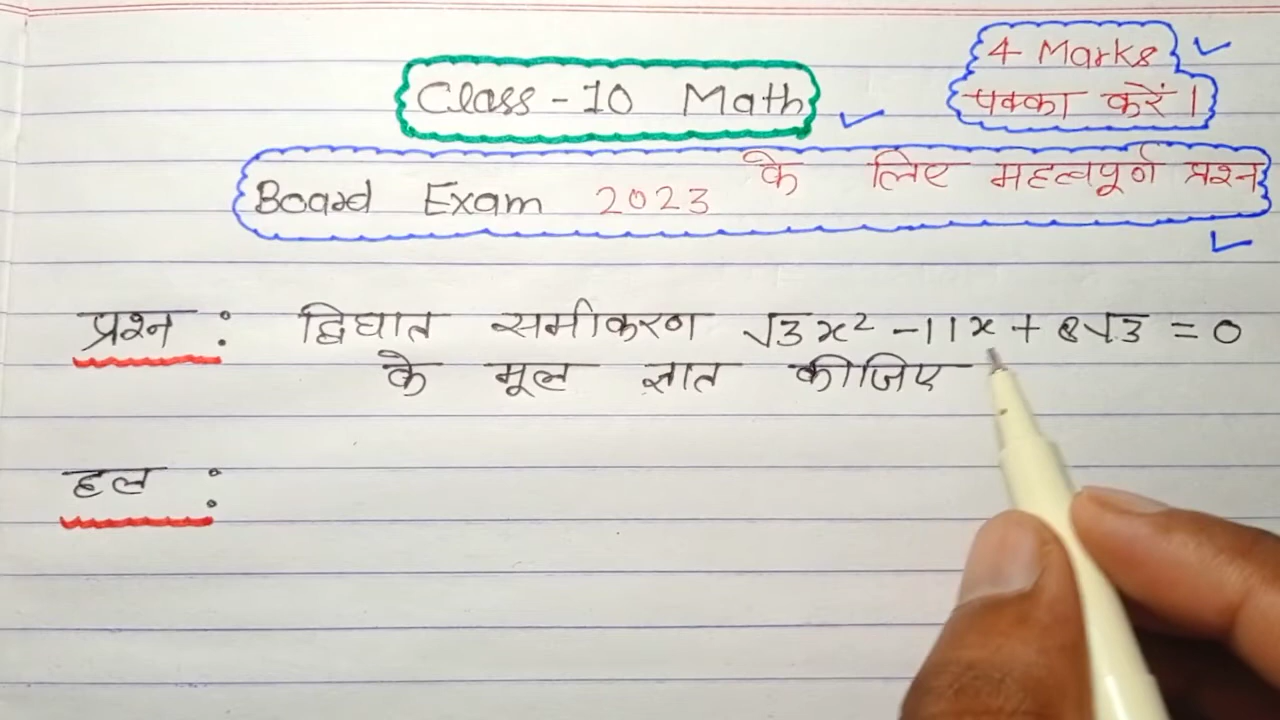 4 Marks
पक्का करें।
Class-10 Math
Board Exam 2023 के लिए महत्वपूर्ण प्रश्न
प्रश्न : द्विघात समीकरण √3x² - 11x + 8√3 = 0
के मूल ज्ञात कीजिए
हल :